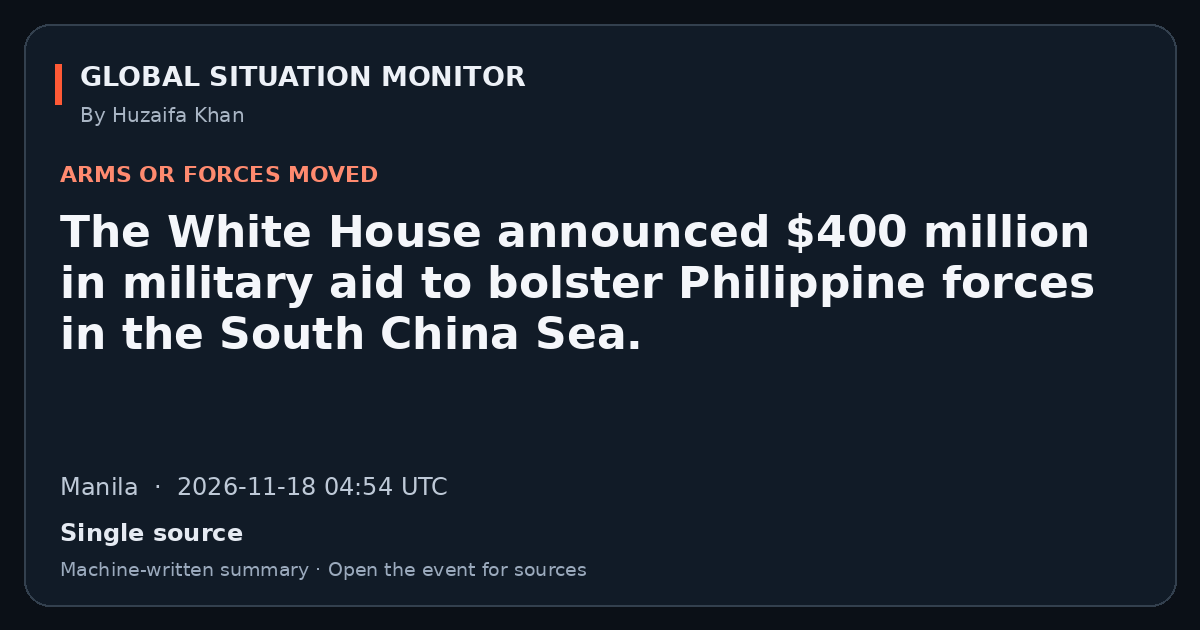 GLOBAL SITUATION MONITOR
By Huzaifa Khan
ARMS OR FORCES MOVED
The White House announced $400 million
in military aid to bolster Philippine forces
in the South China Sea.
Manila · 2026-11-18 04:54 UTC
Single source
Machine-written summary · Open the event for sources